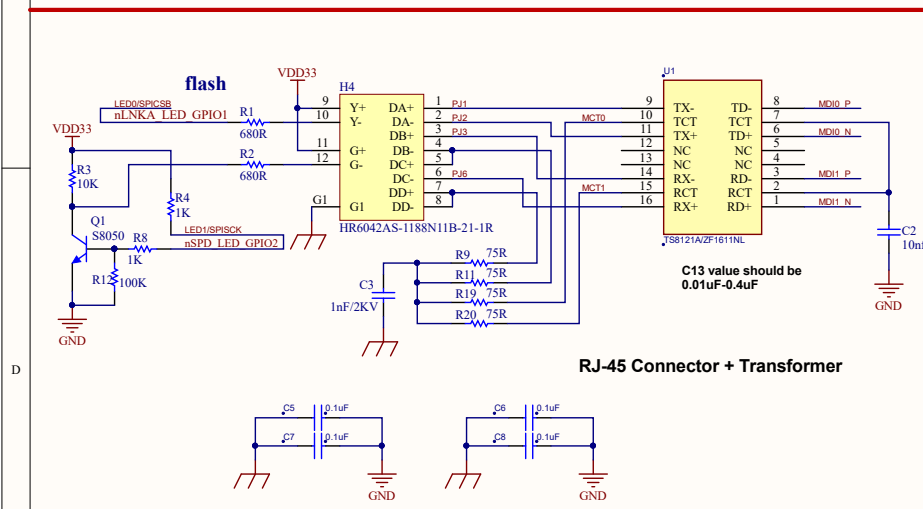 flash
VDD33
LED0/SPICSB
nLNKA_LED_GPIO1
R1
680R
R2
680R
VDD33
R3
10K
R4
1K
Q1
S8050
R8
1K
R12
100K
LED1/SPISCK
nSPD_LED_GPIO2
GND
H4
9 Y+ DA+ 1 PJ1
10 Y- DA- 2 PJ2
DB+ 3 PJ3
11 G+ DB- 4
12 G- DC+ 5
DC- 6 PJ6
DD+ 7
G1 G1 DD- 8
HR6042AS-1188N11B-21-1R
MCT0
MCT1
U1
9 TX- TD- 8 MDI0_P
10 TCT TCT 7
11 TX+ TD+ 6 MDI0_N
12 NC NC 5
13 NC NC 4
14 RX- RD- 3 MDI1_P
15 RCT RCT 2
16 RX+ RD+ 1 MDI1_N
TS8121A/ZF1611NL
C2
GND
C13 value should be
0.01uF-0.4uF
C3
1nF/2KV
R9 75R
R11 75R
R19 75R
R20 75R
RJ-45 Connector + Transformer
D
C5 0.1uF
C7 0.1uF
GND
C6 0.1uF
C8 0.1uF
GND